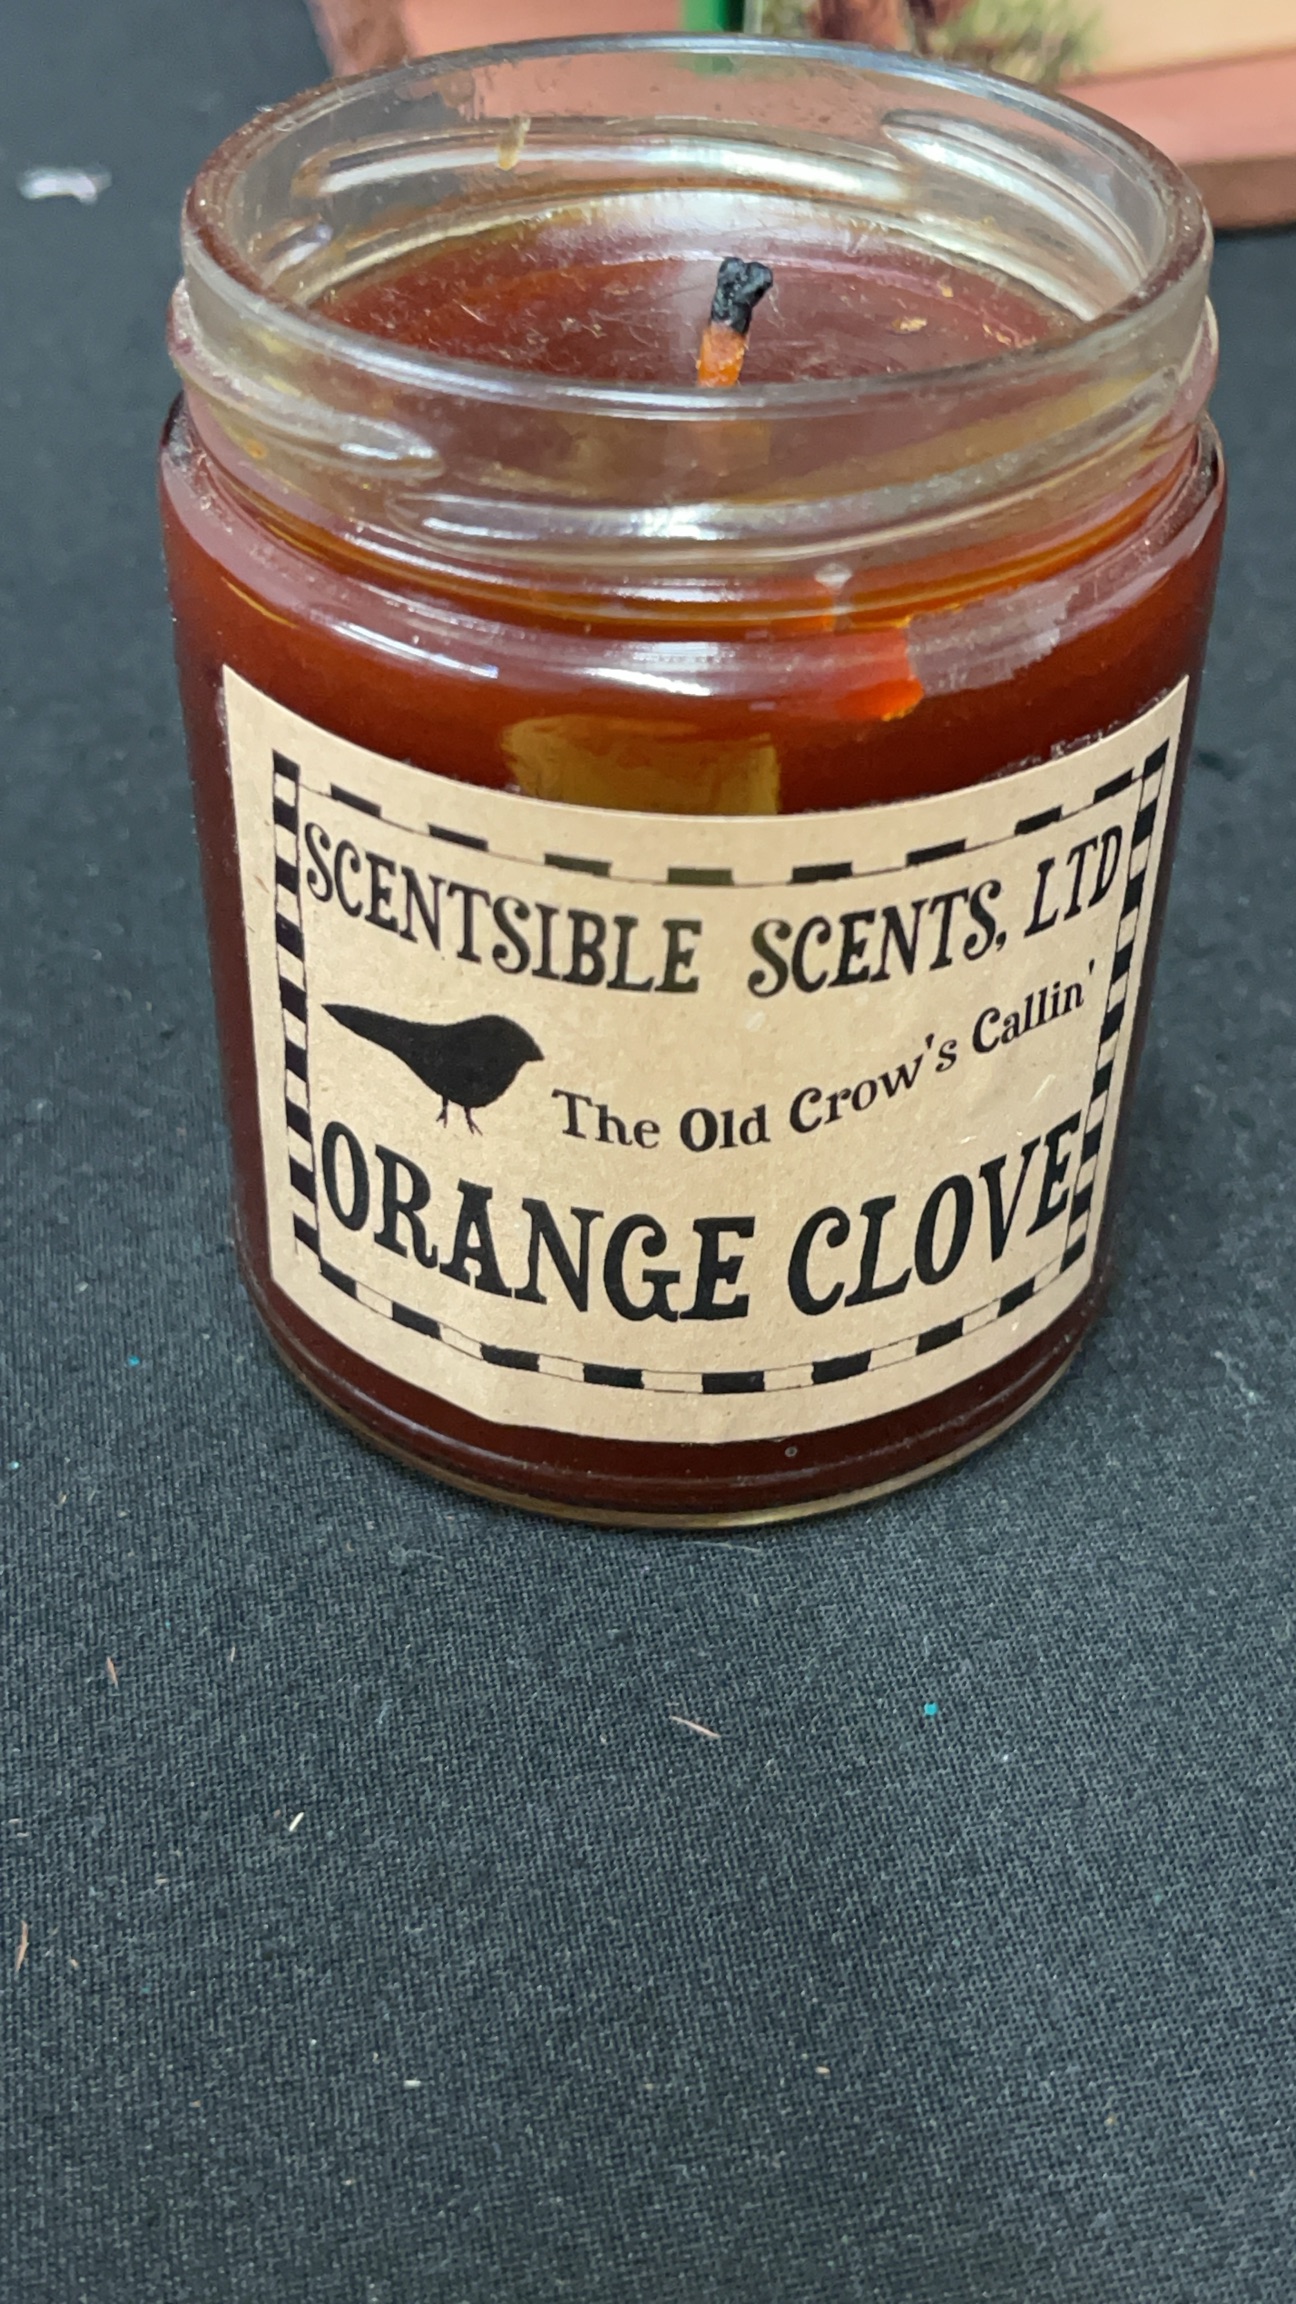 SCENTSIBLE SCENTS, LTD
The Old Crow's Callin'
ORANGE CLOVE